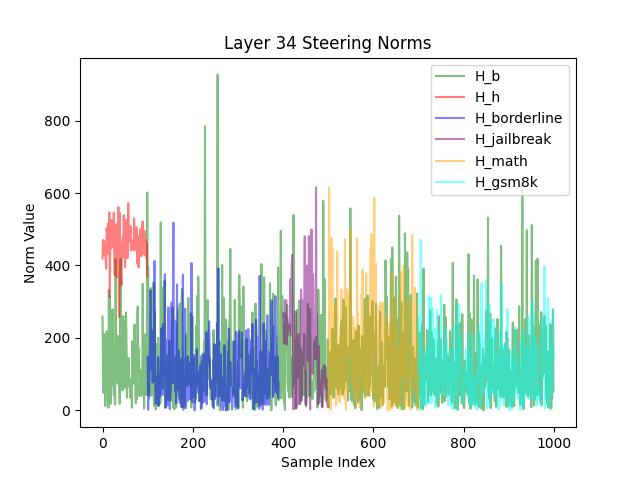 Layer 34 Steering Norms
H_b
H_h
H_borderline
H_jailbreak
H_math
H_gsm8k
Norm Value
800
600
400
200
0
0 200 400 600 800 1000
Sample Index